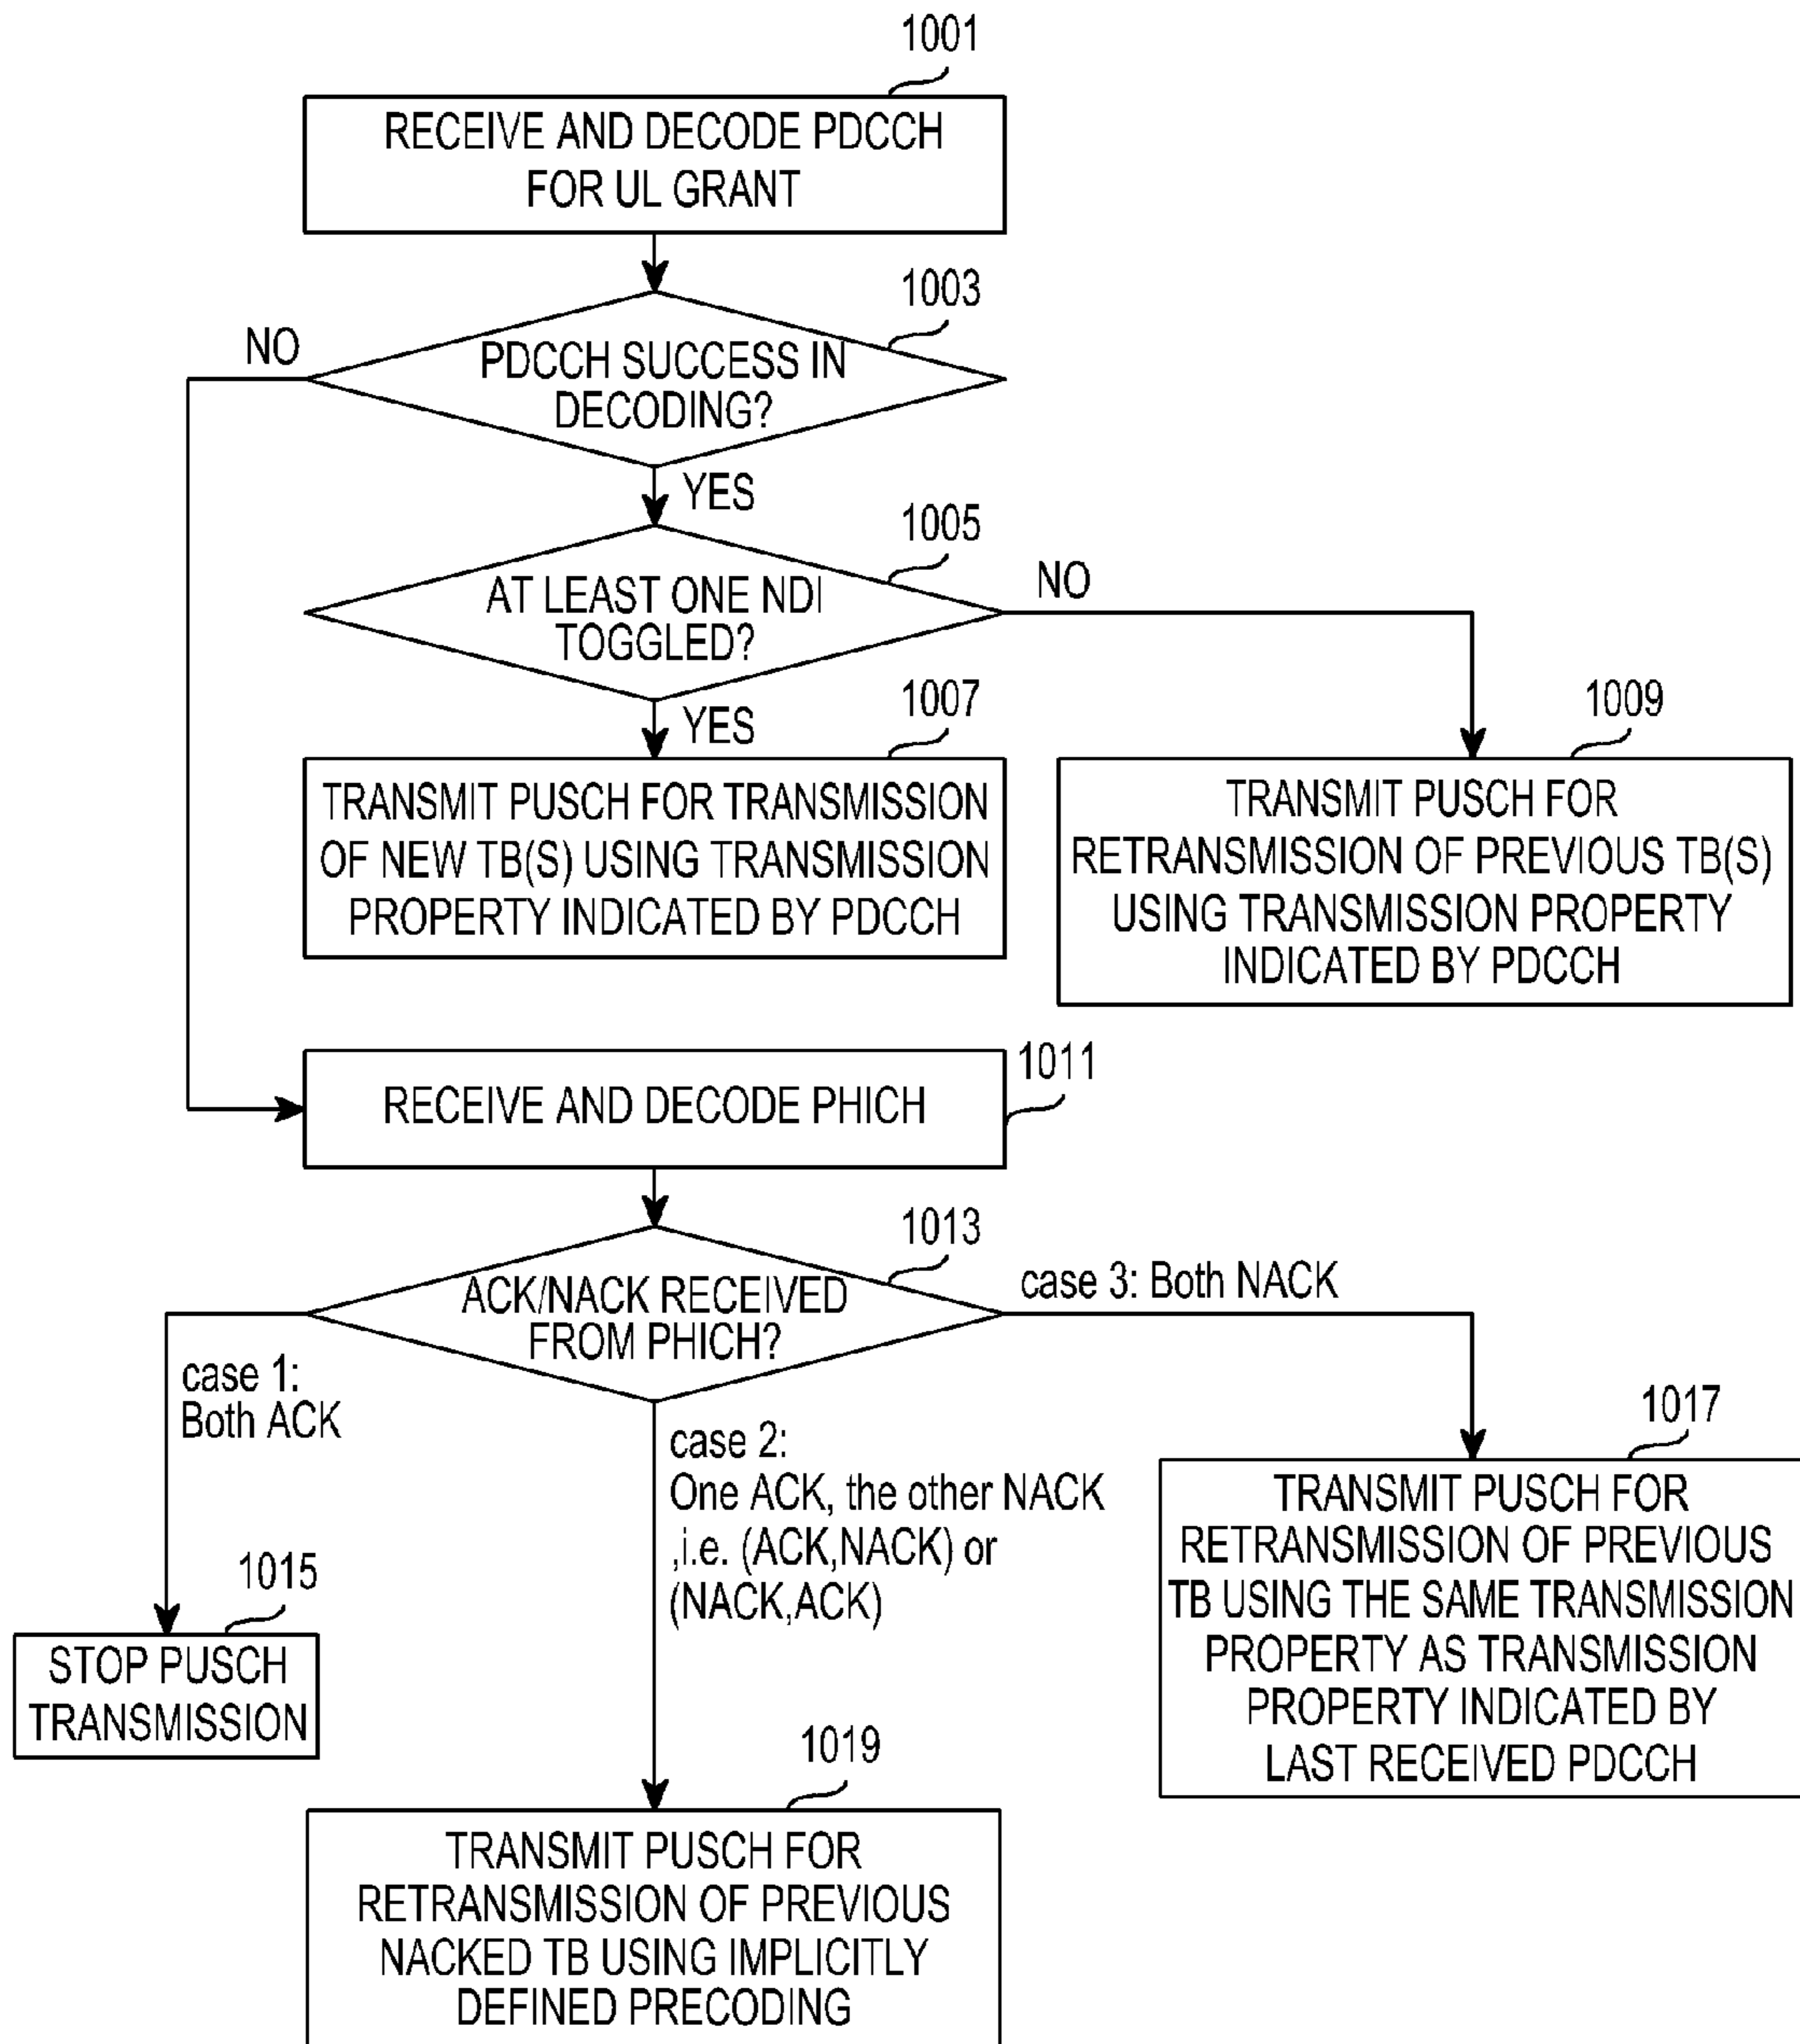 1001
RECEIVE AND DECODE PDCCH
FOR UL GRANT
1003
NO
PDCCH SUCCESS IN
DECODING?
YES
1005
AT LEAST ONE NDI
TOGGLED?
NO
1007
YES
1009
TRANSMIT PUSCH FOR TRANSMISSION
OF NEW TB(S) USING TRANSMISSION
PROPERTY INDICATED BY PDCCH
TRANSMIT PUSCH FOR
RETRANSMISSION OF PREVIOUS TB(S)
USING TRANSMISSION PROPERTY
INDICATED BY PDCCH
1011
RECEIVE AND DECODE PHICH
1013
ACK/NACK RECEIVED
FROM PHICH?
case 3: Both NACK
case 1:
Both ACK
case 2:
One ACK, the other NACK
,i.e. (ACK,NACK) or
(NACK,ACK)
1017
TRANSMIT PUSCH FOR
RETRANSMISSION OF PREVIOUS
TB USING THE SAME TRANSMISSION
PROPERTY AS TRANSMISSION
PROPERTY INDICATED BY
LAST RECEIVED PDCCH
1015
STOP PUSCH
TRANSMISSION
1019
TRANSMIT PUSCH FOR
RETRANSMISSION OF PREVIOUS
NACKED TB USING IMPLICITLY
DEFINED PRECODING